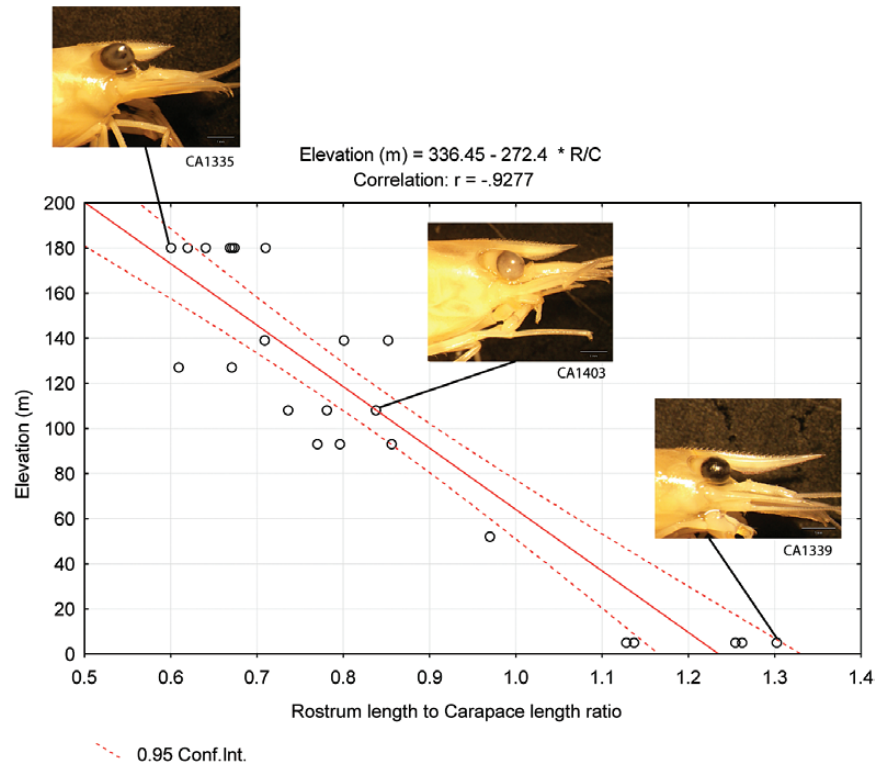 CA1335
Elevation (m) = 336.45 - 272.4 * R/C
Correlation: r = -.9277
200
180
160
140
120
100
80
60
40
20
0
Elevation (m)
CA1403
CA1339
0.5 0.6 0.7 0.8 0.9 1.0 1.1 1.2 1.3 1.4
Rostrum length to Carapace length ratio
0.95 Conf.Int.